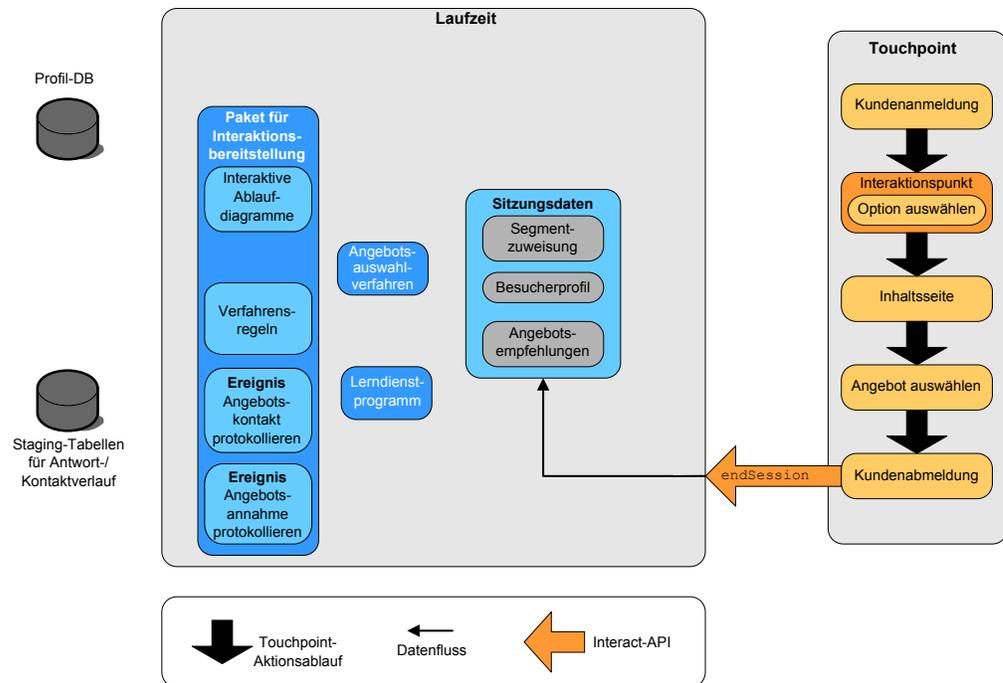 Laufzeit
Touchpoint
Profil-DB
Kundenanmeldung
Paket für
Interaktions-
bereitstellung
Interaktive
Ablauf-
diagramme
Interaktionspunkt
Option auswählen
Sitzungsdaten
Segment-
zuweisung
Angebots-
auswahl-
verfahren
Besucherprofil
Inhaltsseite
Verfahrens-
regeln
Angebots-
empfehlungen
Lerndienst-
programm
Angebot auswählen
Ereignis
Angebots-
kontakt
protokollieren
Staging-Tabellen
für Antwort-/
Kontaktverlauf
Ereignis
Angebots-
annahme
protokollieren
endSession
Kundenabmeldung
Touchpoint-
Aktionsablauf
Datenfluss
Interact-API